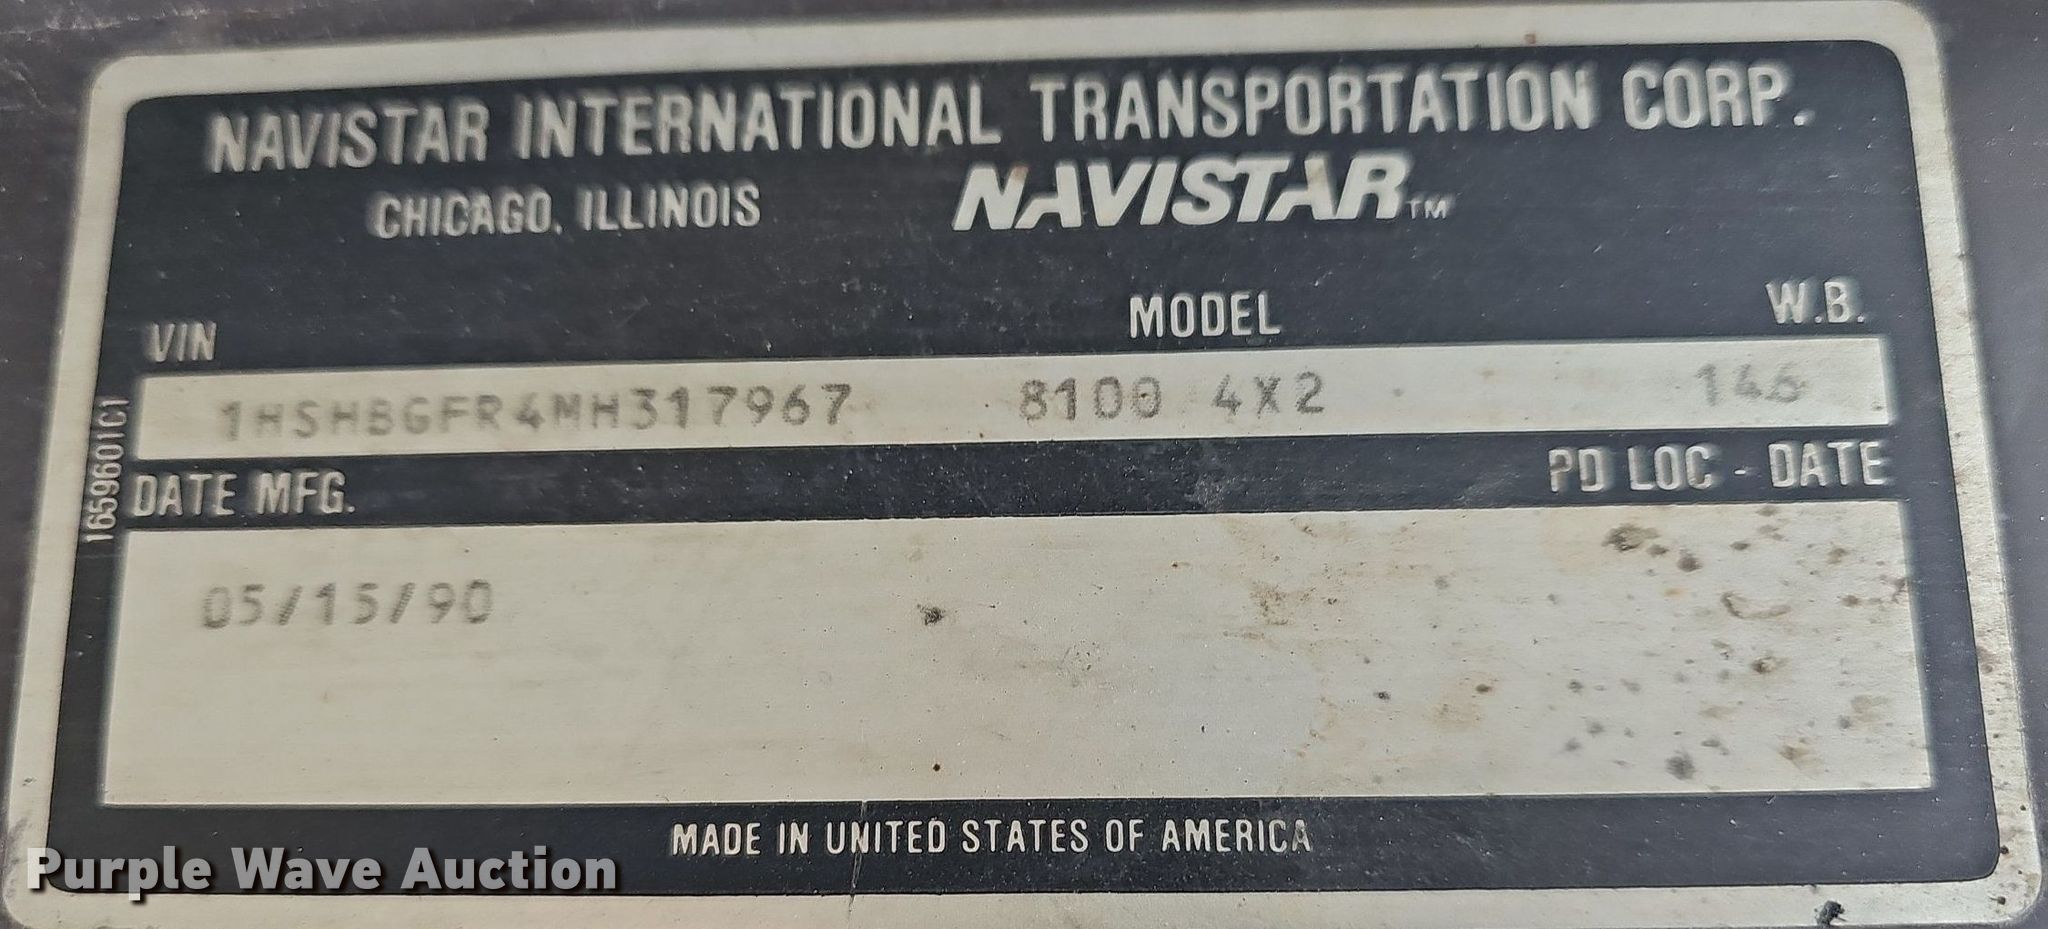 NAVISTAR INTERNATIONAL TRANSPORTATION CORP.
CHICAGO, ILLINOIS NAVISTAR™
VIN MODEL W.B.
1HSHBGFR4MH317967 8100 4X2 146
DATE MFG. PD LOC - DATE
05/15/90
1659601C1
MADE IN UNITED STATES OF AMERICA
Purple Wave Auction